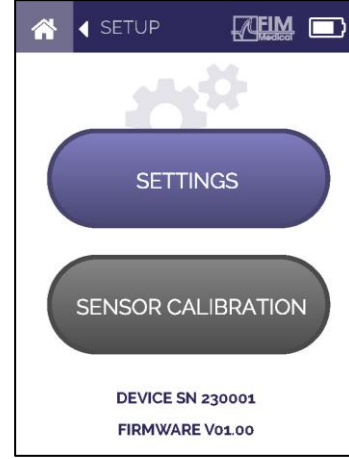 SETUP
FIM
Medical
SETTINGS
SENSOR CALIBRATION
DEVICE SN 230001
FIRMWARE V01.00